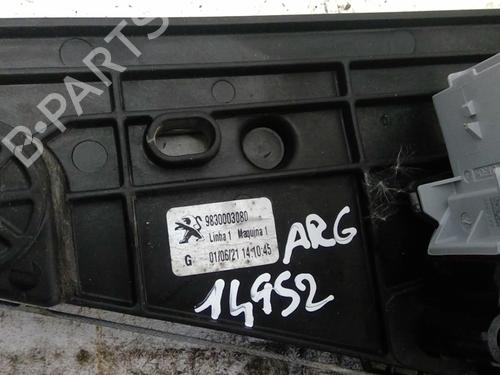 B-PARTS
9830003080
Linha 1 Maquina 1
G 01/06/21 14:10:45
ARG
14952